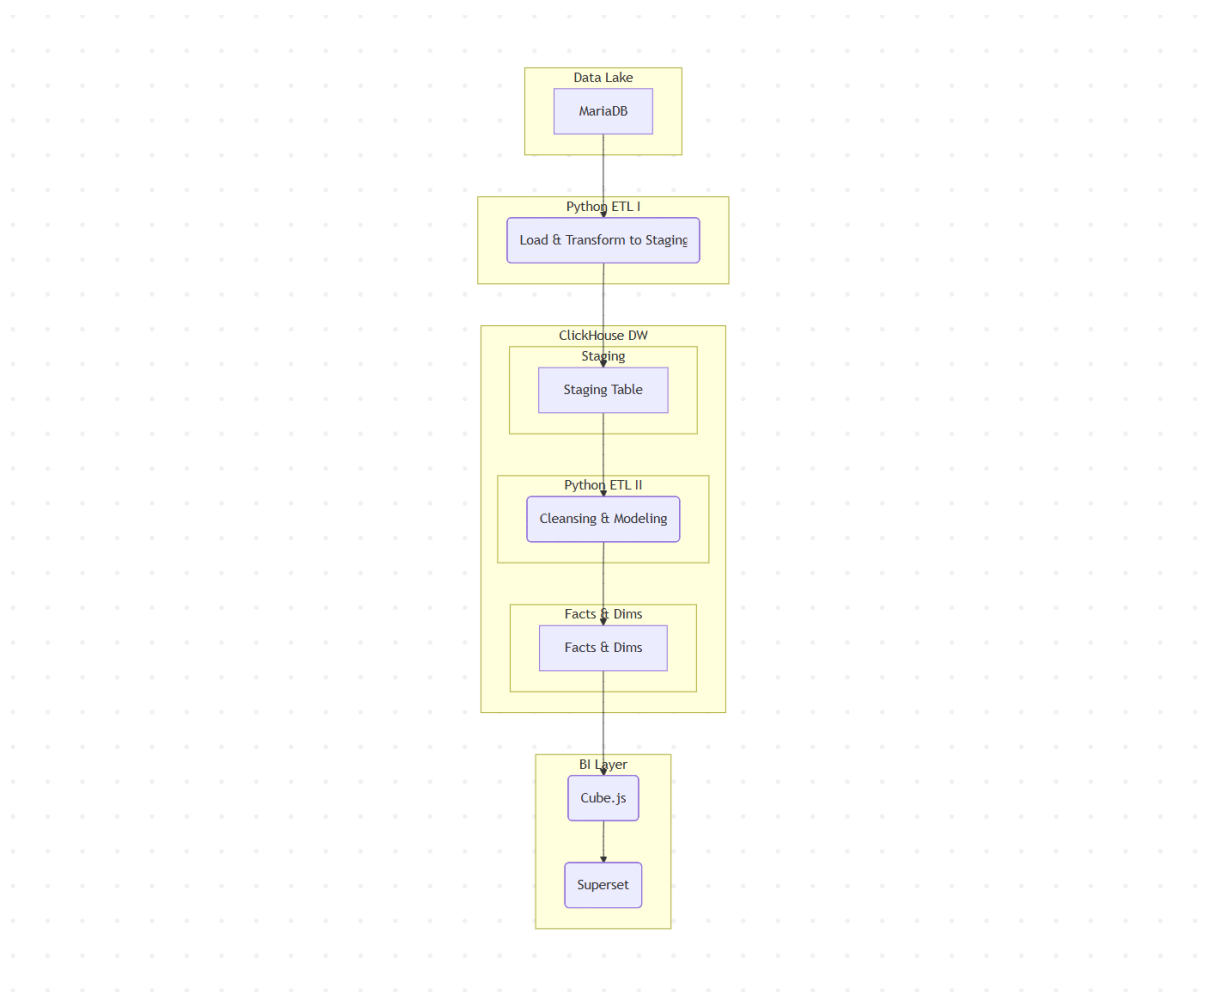 Data Lake
MariaDB
Python ETL I
Load & Transform to Staging
ClickHouse DW
Staging
Staging Table
Python ETL II
Cleansing & Modeling
Facts & Dims
Facts & Dims
BI Layer
Cube.js
Superset